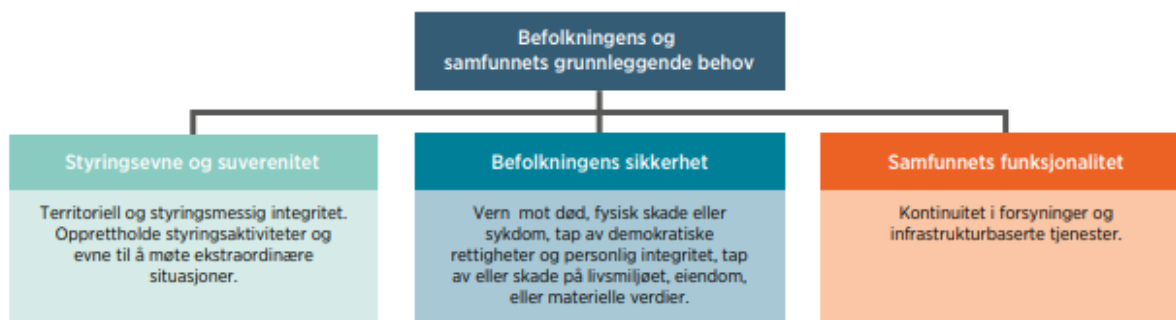 Befolkningens og
samfunnets grunnleggende behov
Styringsevne og suverenitet
Territoriell og styringsmessig integritet.
Opprettholde styringsaktiviteter og
evne til å møte ekstraordinære
situasjoner.
Befolkningens sikkerhet
Vern mot død, fysisk skade eller
sykdom, tap av demokratiske
rettigheter og personlig integritet, tap
av eller skade på livsmiljøet, eiendom,
eller materielle verdier.
Samfunnets funksjonalitet
Kontinuitet i forsyninger og
infrastrukturbaserte tjenester.